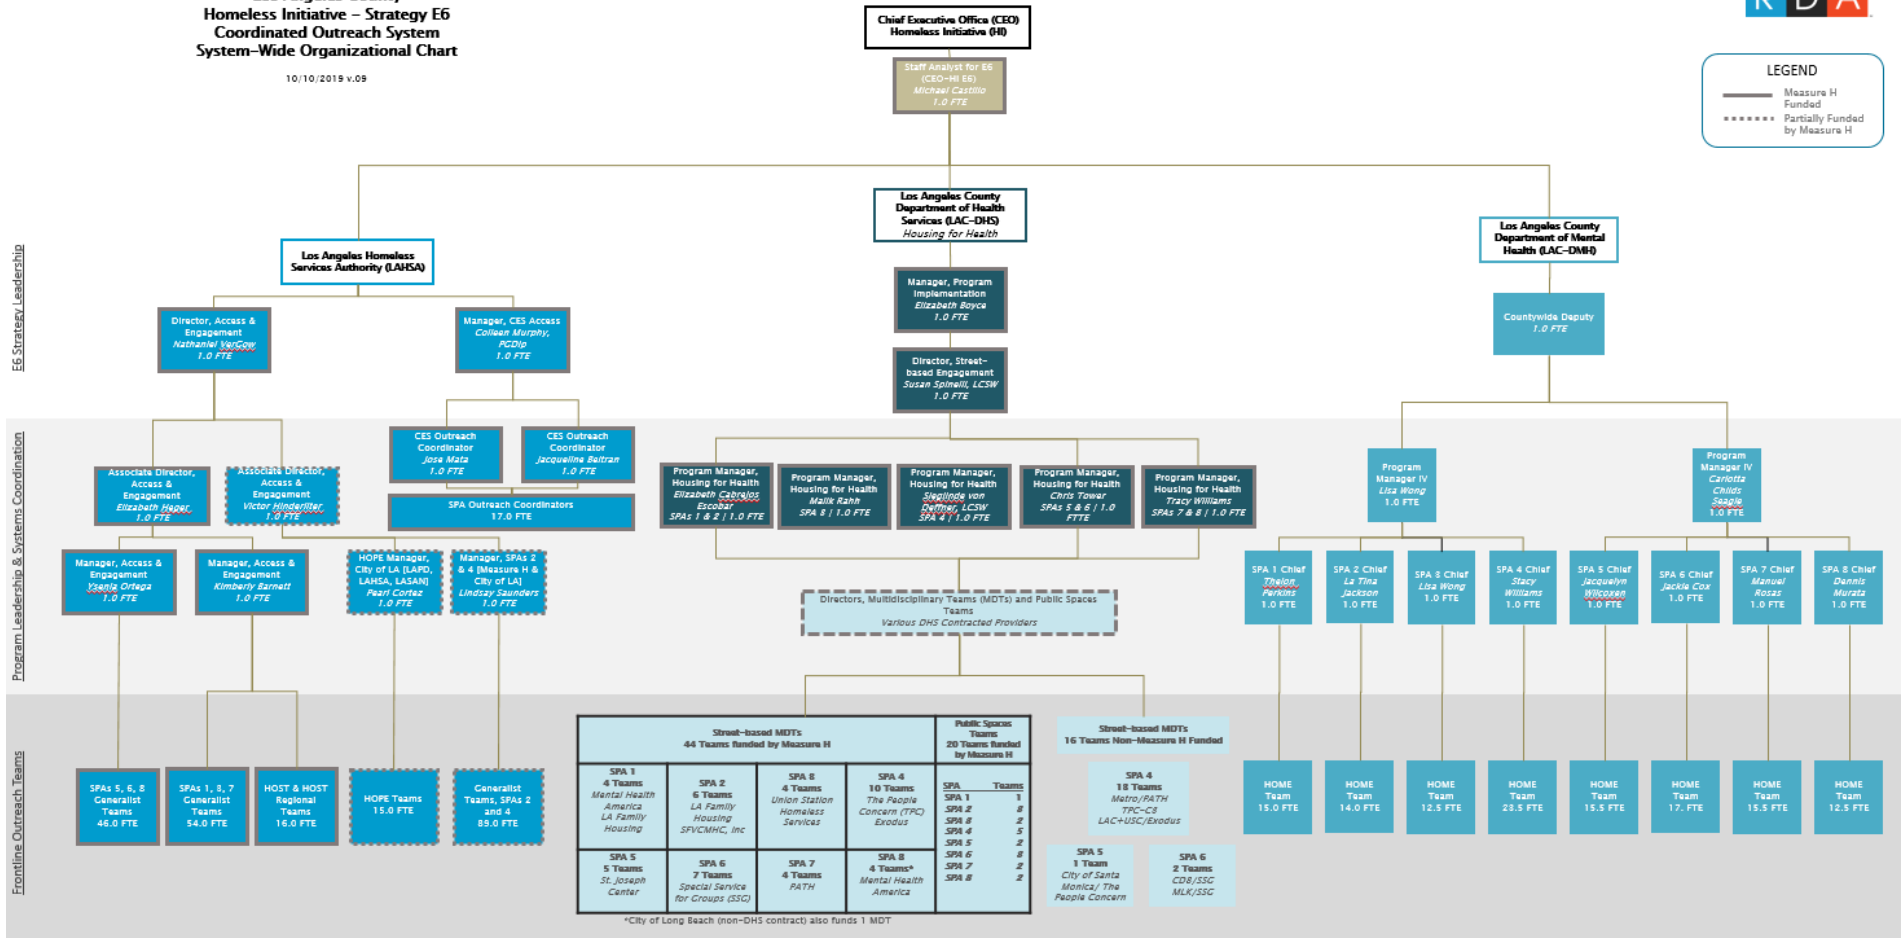 Los Angeles County
Homeless Initiative – Strategy E6
Coordinated Outreach System
System-Wide Organizational Chart
10/10/2019 v.09
Chief Executive Office (CEO)
Homeless Initiative (HI)
Staff Analyst for E6
(CEO-HI E6)
Michael Castillo
1.0 FTE
RDA
LEGEND
Measure H
Funded
Partially Funded
by Measure H
E6 Strategy Leadership
Los Angeles Homeless
Services Authority (LAHSA)
Los Angeles County
Department of Health
Services (LAC-DHS)
Housing for Health
Los Angeles County
Department of Mental
Health (LAC-DMH)
Director, Access &
Engagement
Nathaniel VerGow
1.0 FTE
Manager, CES Access
Colleen Murphy,
PGDip
1.0 FTE
Manager, Program
Implementation
Elizabeth Boyce
1.0 FTE
Director, Street-
based Engagement
Susan Spinelli, LCSW
1.0 FTE
Countywide Deputy
1.0 FTE
Program Leadership & Systems Coordination
Associate Director,
Access &
Engagement
Elizabeth Heger
1.0 FTE
Associate Director,
Access &
Engagement
Victor Hinderliter
1.0 FTE
CES Outreach
Coordinator
Jose Mata
1.0 FTE
CES Outreach
Coordinator
Jacqueline Beltran
1.0 FTE
SPA Outreach Coordinators
17.0 FTE
Program Manager,
Housing for Health
Elizabeth Cabrejos
Escobar
SPAs 1 & 2 | 1.0 FTE
Program Manager,
Housing for Health
Malik Rahh
SPA 3 | 1.0 FTE
Program Manager,
Housing for Health
Sieglinde von
Deffner, LCSW
SPA 4 | 1.0 FTE
Program Manager,
Housing for Health
Chris Tower
SPAs 5 & 6 | 1.0
FTTE
Program Manager,
Housing for Health
Tracy Williams
SPAs 7 & 8 | 1.0 FTE
Program
Manager IV
Lisa Wong
1.0 FTE
Program
Manager IV
Carlotta
Childs
Seagle
1.0 FTE
Manager, Access &
Engagement
Ysenia Ortega
1.0 FTE
Manager, Access &
Engagement
Kimberly Barnett
1.0 FTE
HOPE Manager,
City of LA [LAPD,
LAHSA, LASAN]
Pearl Cortez
1.0 FTE
Manager, SPAs 2
& 4 [Measure H &
City of LA]
Lindsay Saunders
1.0 FTE
Directors, Multidisciplinary Teams (MDTs) and Public Spaces
Teams
Various DHS Contracted Providers
SPA 1 Chief
Thelon
Perkins
1.0 FTE
SPA 2 Chief
La Tina
Jackson
1.0 FTE
SPA 3 Chief
Lisa Wong
1.0 FTE
SPA 4 Chief
Stacy
Williams
1.0 FTE
SPA 5 Chief
Jacquelyn
Wilcoxen
1.0 FTE
SPA 6 Chief
Jackie Cox
1.0 FTE
SPA 7 Chief
Manuel
Rosas
1.0 FTE
SPA 8 Chief
Dennis
Murata
1.0 FTE
Frontline Outreach Teams
SPAs 5, 6, 8
Generalist
Teams
46.0 FTE
SPAs 1, 3, 7
Generalist
Teams
54.0 FTE
HOST & HOST
Regional
Teams
16.0 FTE
HOPE Teams
15.0 FTE
Generalist
Teams, SPAs 2
and 4
89.0 FTE
Street-based MDTs
44 Teams funded by Measure H
SPA 1
4 Teams
Mental Health
America
LA Family
Housing
SPA 2
6 Teams
LA Family
Housing
SFVCMHC, Inc
SPA 3
4 Teams
Union Station
Homeless
Services
SPA 4
10 Teams
The People
Concern (TPC)
Exodus
SPA 5
5 Teams
St. Joseph
Center
SPA 6
7 Teams
Special Service
for Groups (SSG)
SPA 7
4 Teams
PATH
SPA 8
4 Teams*
Mental Health
America
Public Spaces
Teams
20 Teams funded
by Measure H
SPA Teams
SPA 1 1
SPA 2 3
SPA 3 2
SPA 4 5
SPA 5 2
SPA 6 3
SPA 7 2
SPA 8 2
*City of Long Beach (non-DHS contract) also funds 1 MDT
Street-based MDTs
16 Teams Non-Measure H Funded
SPA 4
13 Teams
Metro/PATH
TPC-C3
LAC+USC/Exodus
SPA 5
1 Team
City of Santa
Monica/ The
People Concern
SPA 6
2 Teams
CD8/SSG
MLK/SSG
HOME
Team
15.0 FTE
HOME
Team
14.0 FTE
HOME
Team
12.5 FTE
HOME
Team
23.5 FTE
HOME
Team
15.5 FTE
HOME
Team
17. FTE
HOME
Team
15.5 FTE
HOME
Team
12.5 FTE